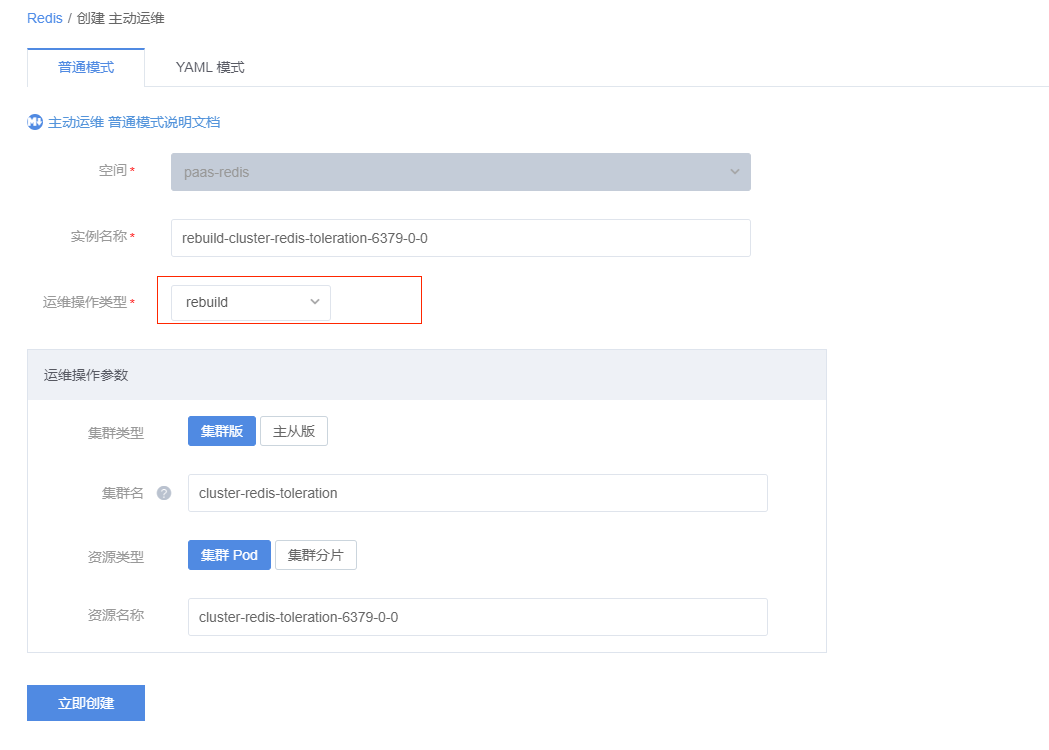 Redis / 创建 主动运维
普通模式 YAML 模式
M 主动运维 普通模式说明文档
空间* paas-redis
实例名称* rebuild-cluster-redis-toleration-6379-0-0
运维操作类型* rebuild
运维操作参数
集群类型 集群版 主从版
集群名 ? cluster-redis-toleration
资源类型 集群 Pod 集群分片
资源名称 cluster-redis-toleration-6379-0-0
立即创建